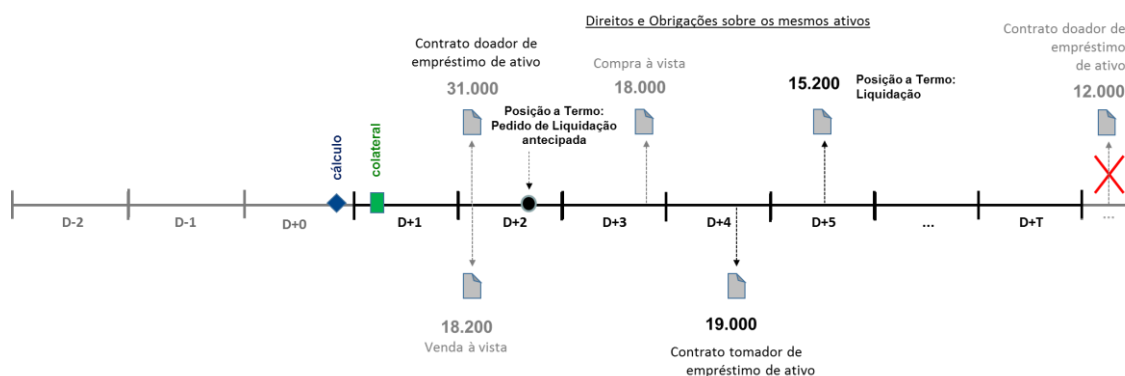 Direitos e Obrigações sobre os mesmos ativos
Contrato doador de
empréstimo de ativo
31.000
Posição a Termo:
Pedido de Liquidação
antecipada
Compra à vista
18.000
15.200
Posição a Termo:
Liquidação
Contrato doador de
empréstimo
de ativo
12.000
cálculo
colateral
D-2
D-1
D+0
D+1
D+2
D+3
D+4
D+5
...
D+T
...
18.200
Venda à vista
19.000
Contrato tomador de
empréstimo de ativo